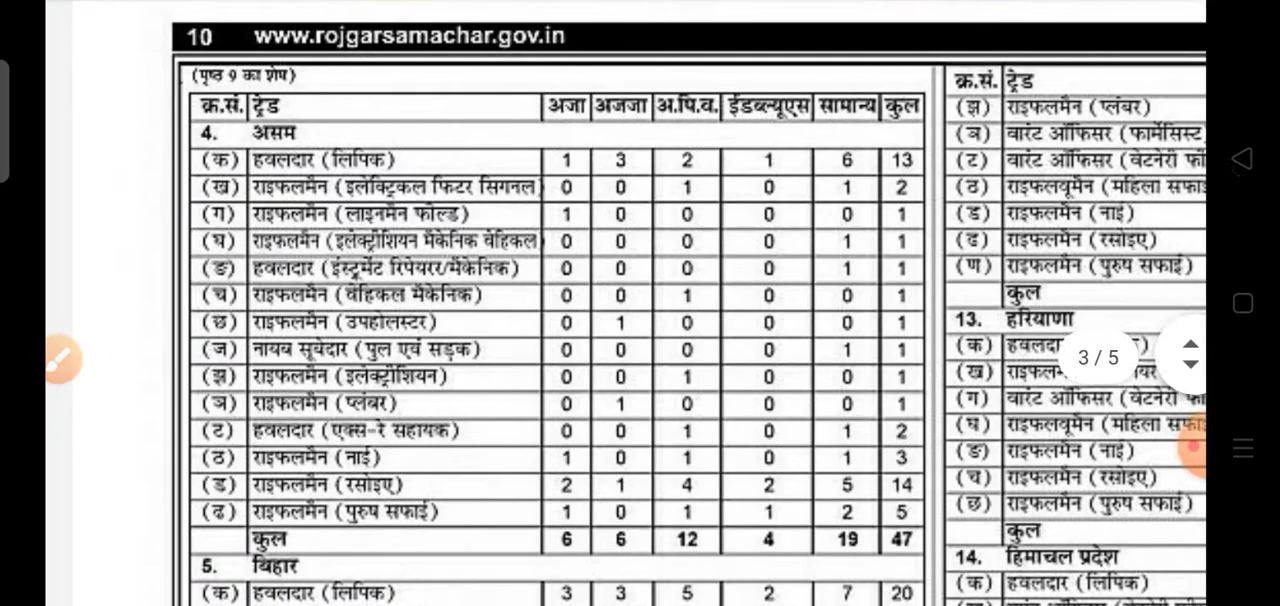 10 www.rojgarsamachar.gov.in
(पृष्ठ 9 का शेष)
क्र.सं. ट्रेड अजा अजजा अ.पि.व. ईडब्ल्यूएस सामान्य कुल
4. असम
(क) हवलदार (लिपिक) 1 3 2 1 6 13
(ख) राइफलमैन (इलेक्ट्रिकल फिटर सिगनल) 0 0 1 0 1 2
(ग) राइफलमैन (लाइनमैन फील्ड) 1 0 0 0 0 1
(घ) राइफलमैन (इलेक्ट्रीशियन मैकेनिक वेहिकल) 0 0 0 0 1 1
(ङ) हवलदार (इंस्ट्रूमेंट रिपेयरर/मैकेनिक) 0 0 0 0 1 1
(च) राइफलमैन (वेहिकल मैकेनिक) 0 0 1 0 0 1
(छ) राइफलमैन (उपहोलस्टर) 0 1 0 0 0 1
(ज) नायब सूबेदार (पुल एवं सड़क) 0 0 0 0 1 1
(झ) राइफलमैन (इलेक्ट्रीशियन) 0 0 1 0 0 1
(ञ) राइफलमैन (प्लंबर) 0 1 0 0 0 1
(ट) हवलदार (एक्स-रे सहायक) 0 0 1 0 1 2
(ठ) राइफलमैन (नाई) 1 0 1 0 1 3
(ड) राइफलमैन (रसोइए) 2 1 4 2 5 14
(ढ) राइफलमैन (पुरुष सफाई) 1 0 1 1 2 5
कुल 6 6 12 4 19 47
5. बिहार
(क) हवलदार (लिपिक) 3 3 5 2 7 20
क्र.सं. ट्रेड
(झ) राइफलमैन (प्लंबर)
(ञ) वारंट ऑफिसर (फार्मेसिस्ट
(ट) वारंट ऑफिसर (वेटनेरी फी
(ठ) राइफलवूमैन (महिला सफाई
(ड) राइफलमैन (नाई)
(ढ) राइफलमैन (रसोइए)
(ण) राइफलमैन (पुरुष सफाई)
कुल
13. हरियाणा
(क) हवलदा
3 / 5
(ख) राइफलम
(ग) वारंट ऑफिसर (वेटनेरी फी
(घ) राइफलवूमैन (महिला सफाई
(ङ) राइफलमैन (नाई)
(च) राइफलमैन (रसोइए)
(छ) राइफलमैन (पुरुष सफाई)
कुल
14. हिमाचल प्रदेश
(क) हवलदार (लिपिक)